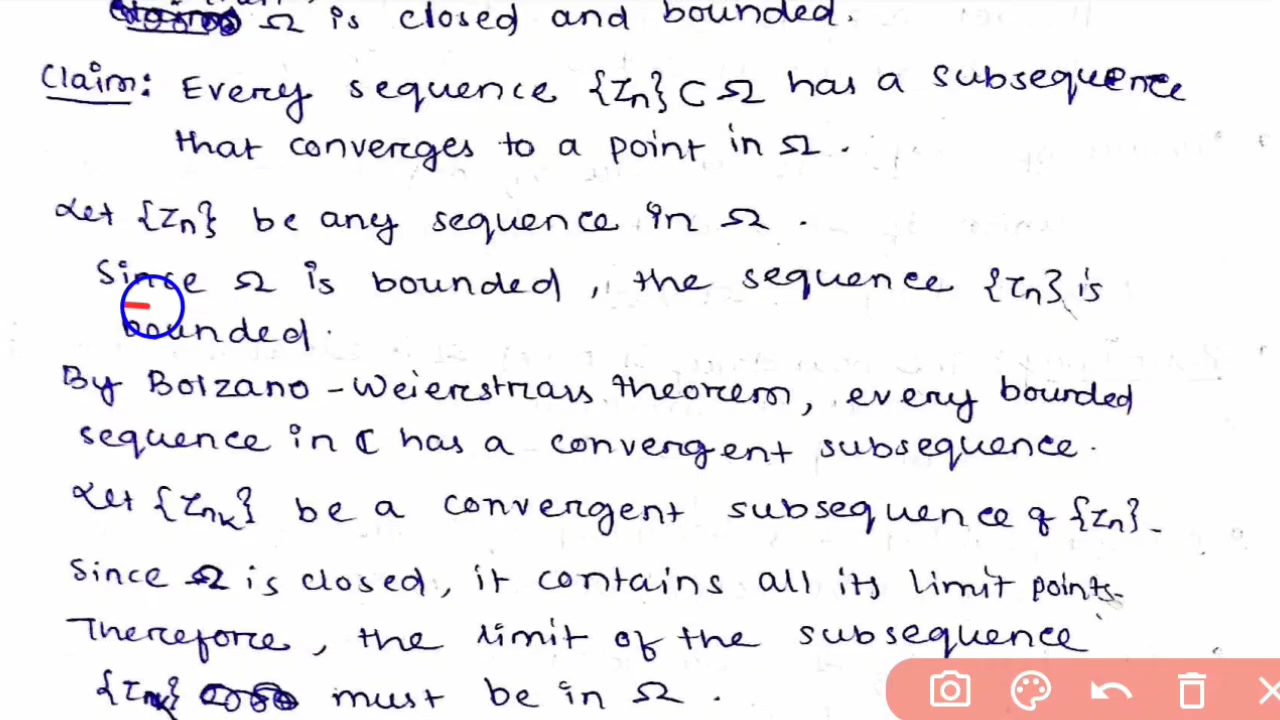 Ω is closed and bounded.
Claim: Every sequence {zn} ⊂ Ω has a subsequence
that converges to a point in Ω.
Let {zn} be any sequence in Ω.
Since Ω is bounded, the sequence {zn} is
bounded.
By Bolzano-Weierstrass theorem, every bounded
sequence in ℂ has a convergent subsequence.
Let {znk} be a convergent subsequence of {zn}.
Since Ω is closed, it contains all its limit points.
Therefore, the limit of the subsequence
{znk} must be in Ω.